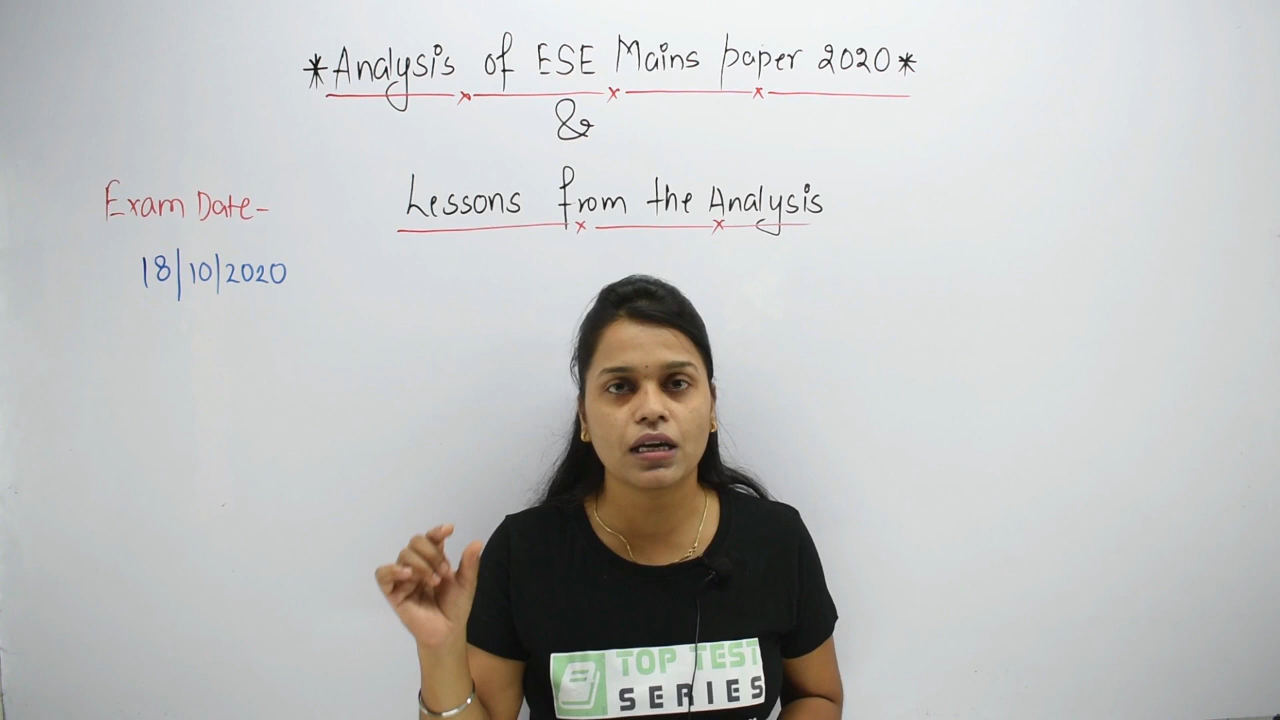 *Analysis of ESE Mains paper 2020*
&
Lessons from the Analysis
Exam Date-
18/10/2020
TOP TEST
SERIES